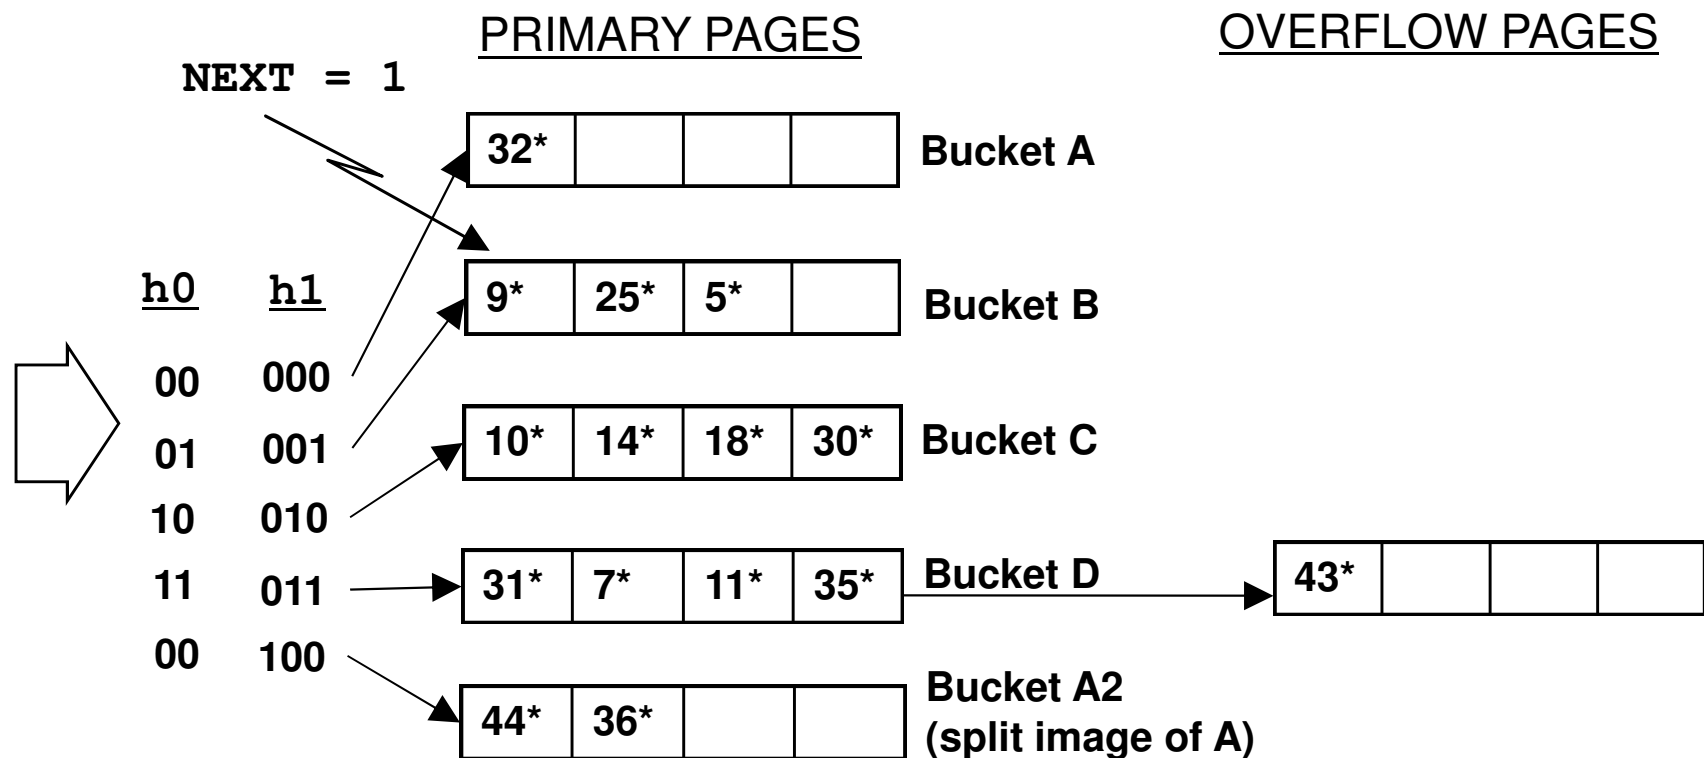 PRIMARY PAGES
OVERFLOW PAGES
NEXT = 1
32*
Bucket A
h0 h1
9* 25* 5*
Bucket B
00 000
01 001
10* 14* 18* 30*
Bucket C
10 010
11 011
31* 7* 11* 35*
Bucket D
43*
00 100
44* 36*
Bucket A2
(split image of A)